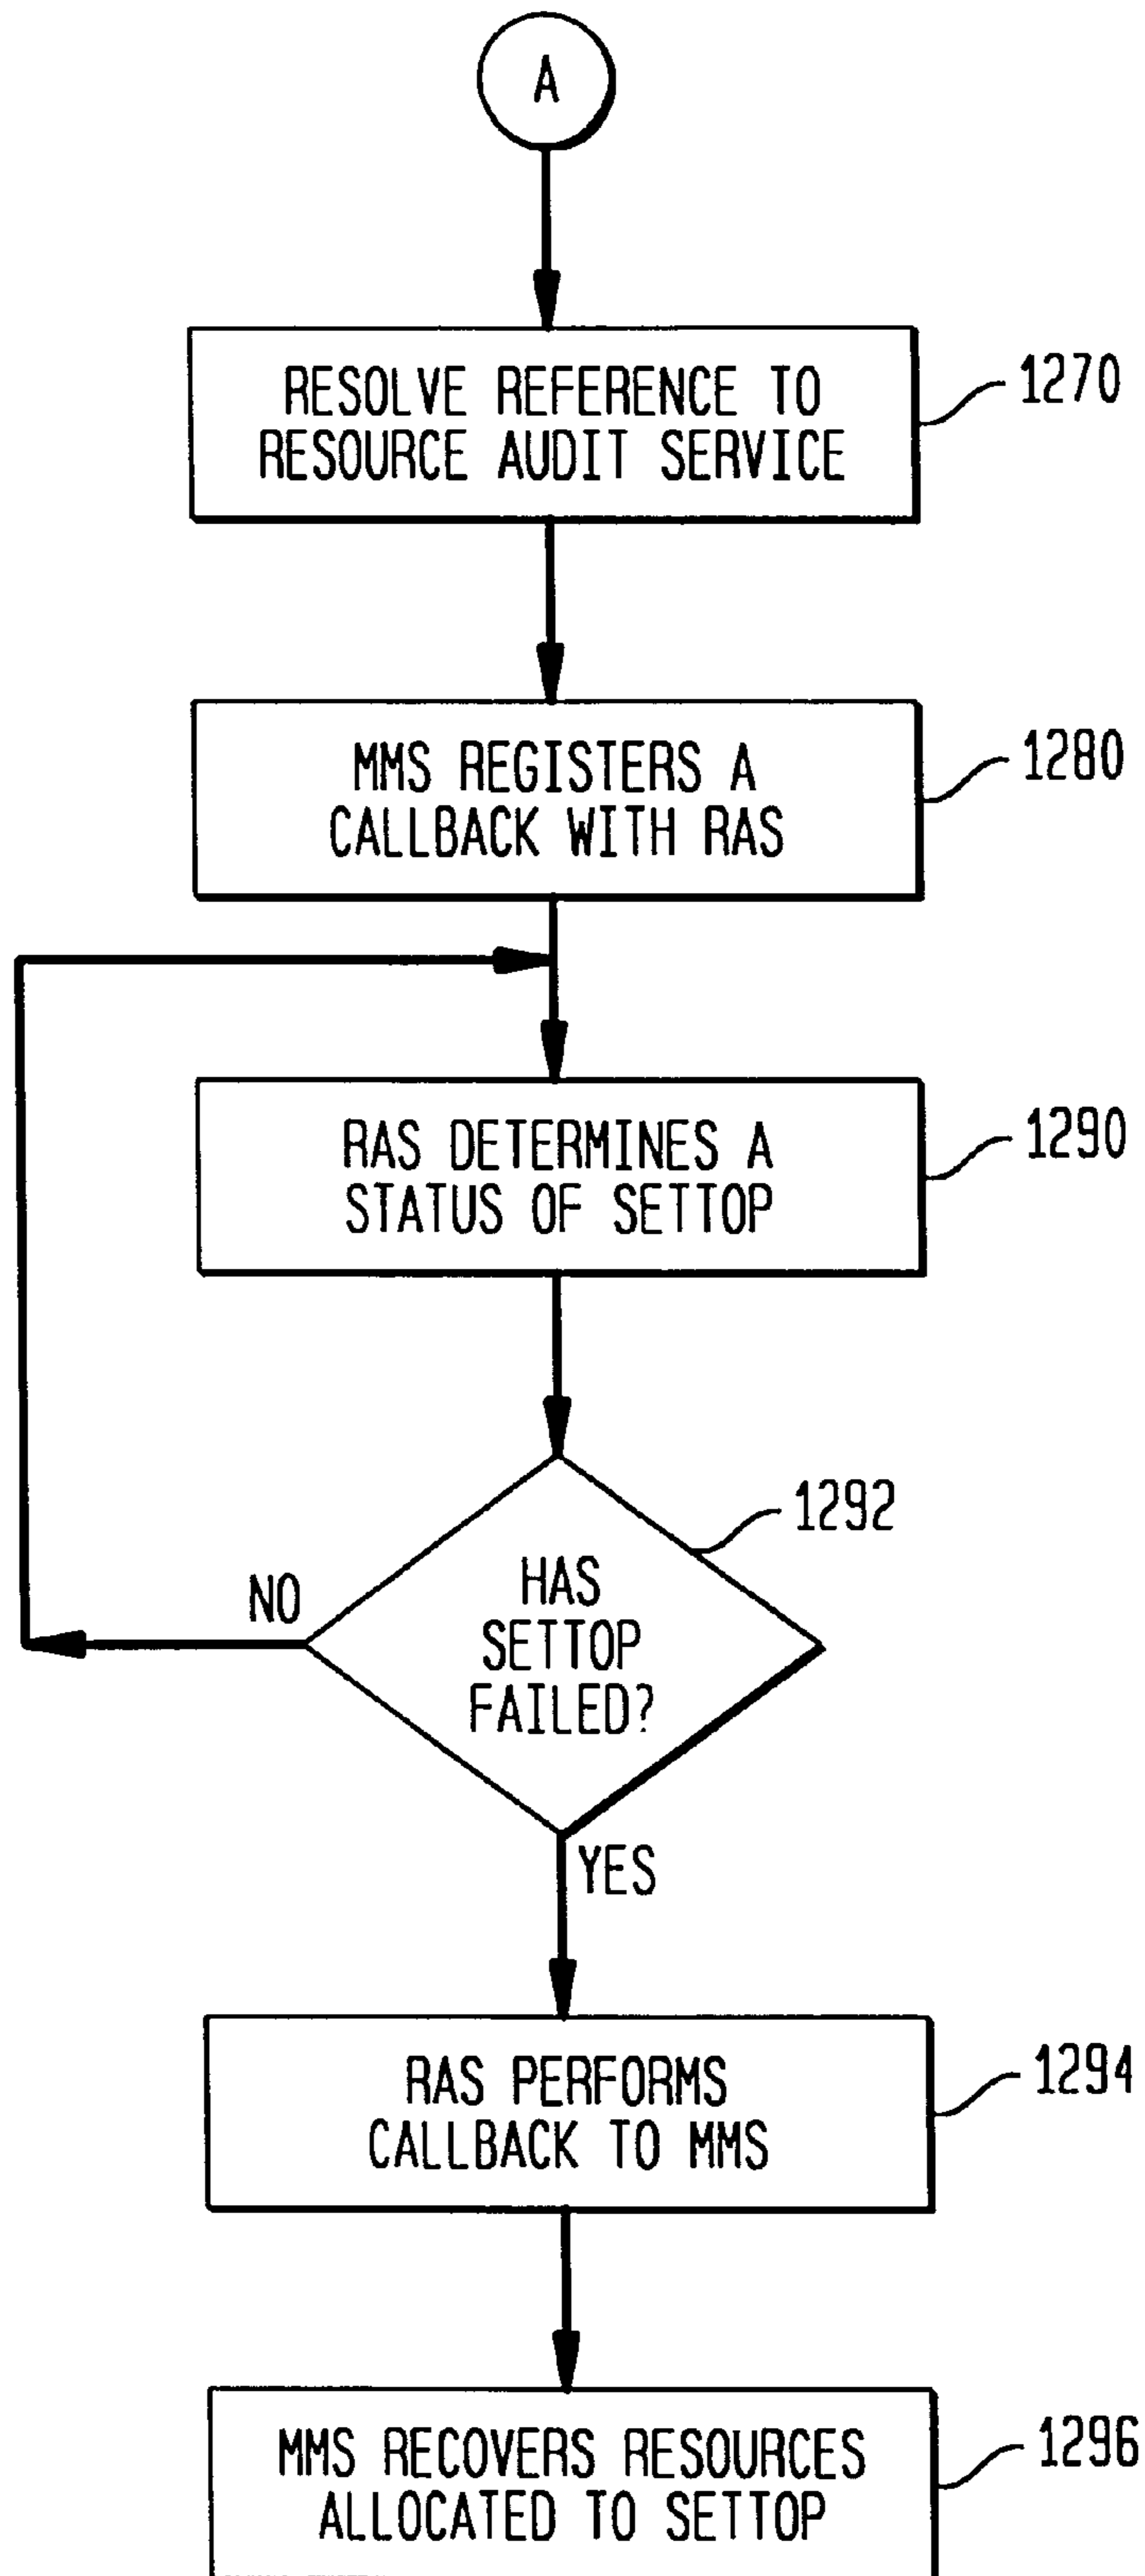 A
RESOLVE REFERENCE TO
RESOURCE AUDIT SERVICE
1270
MMS REGISTERS A
CALLBACK WITH RAS
1280
RAS DETERMINES A
STATUS OF SETTOP
1290
1292
HAS
SETTOP
FAILED?
NO
YES
RAS PERFORMS
CALLBACK TO MMS
1294
MMS RECOVERS RESOURCES
ALLOCATED TO SETTOP
1296